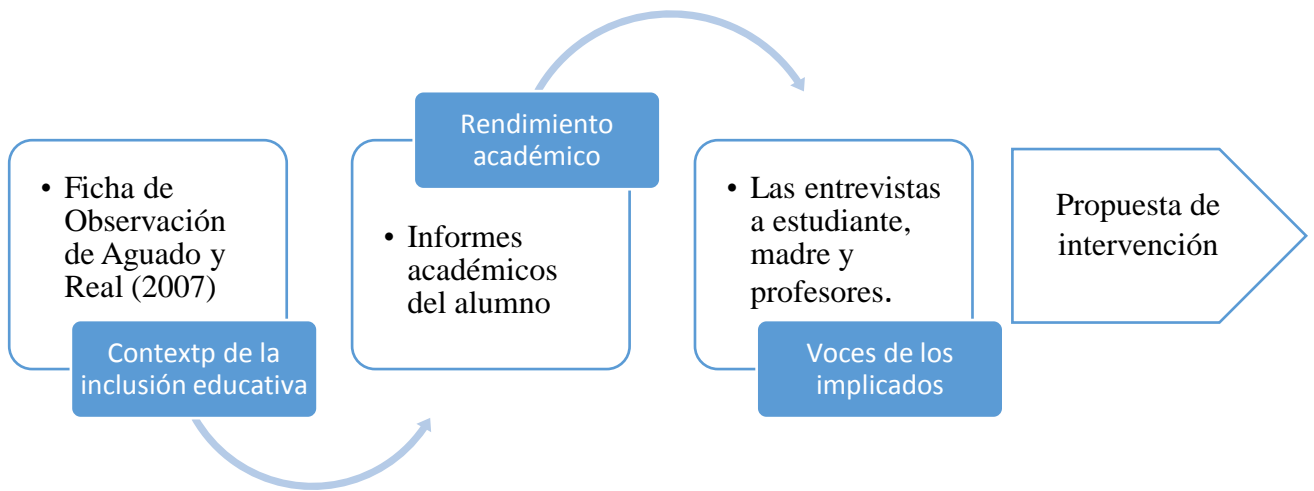 • Ficha de
Observación
de Aguado y
Real (2007)
Contextp de la
inclusión educativa
Rendimiento
académico
• Informes
académicos
del alumno
• Las entrevistas
a estudiante,
madre y
profesores.
Voces de los
implicados
Propuesta de
intervención